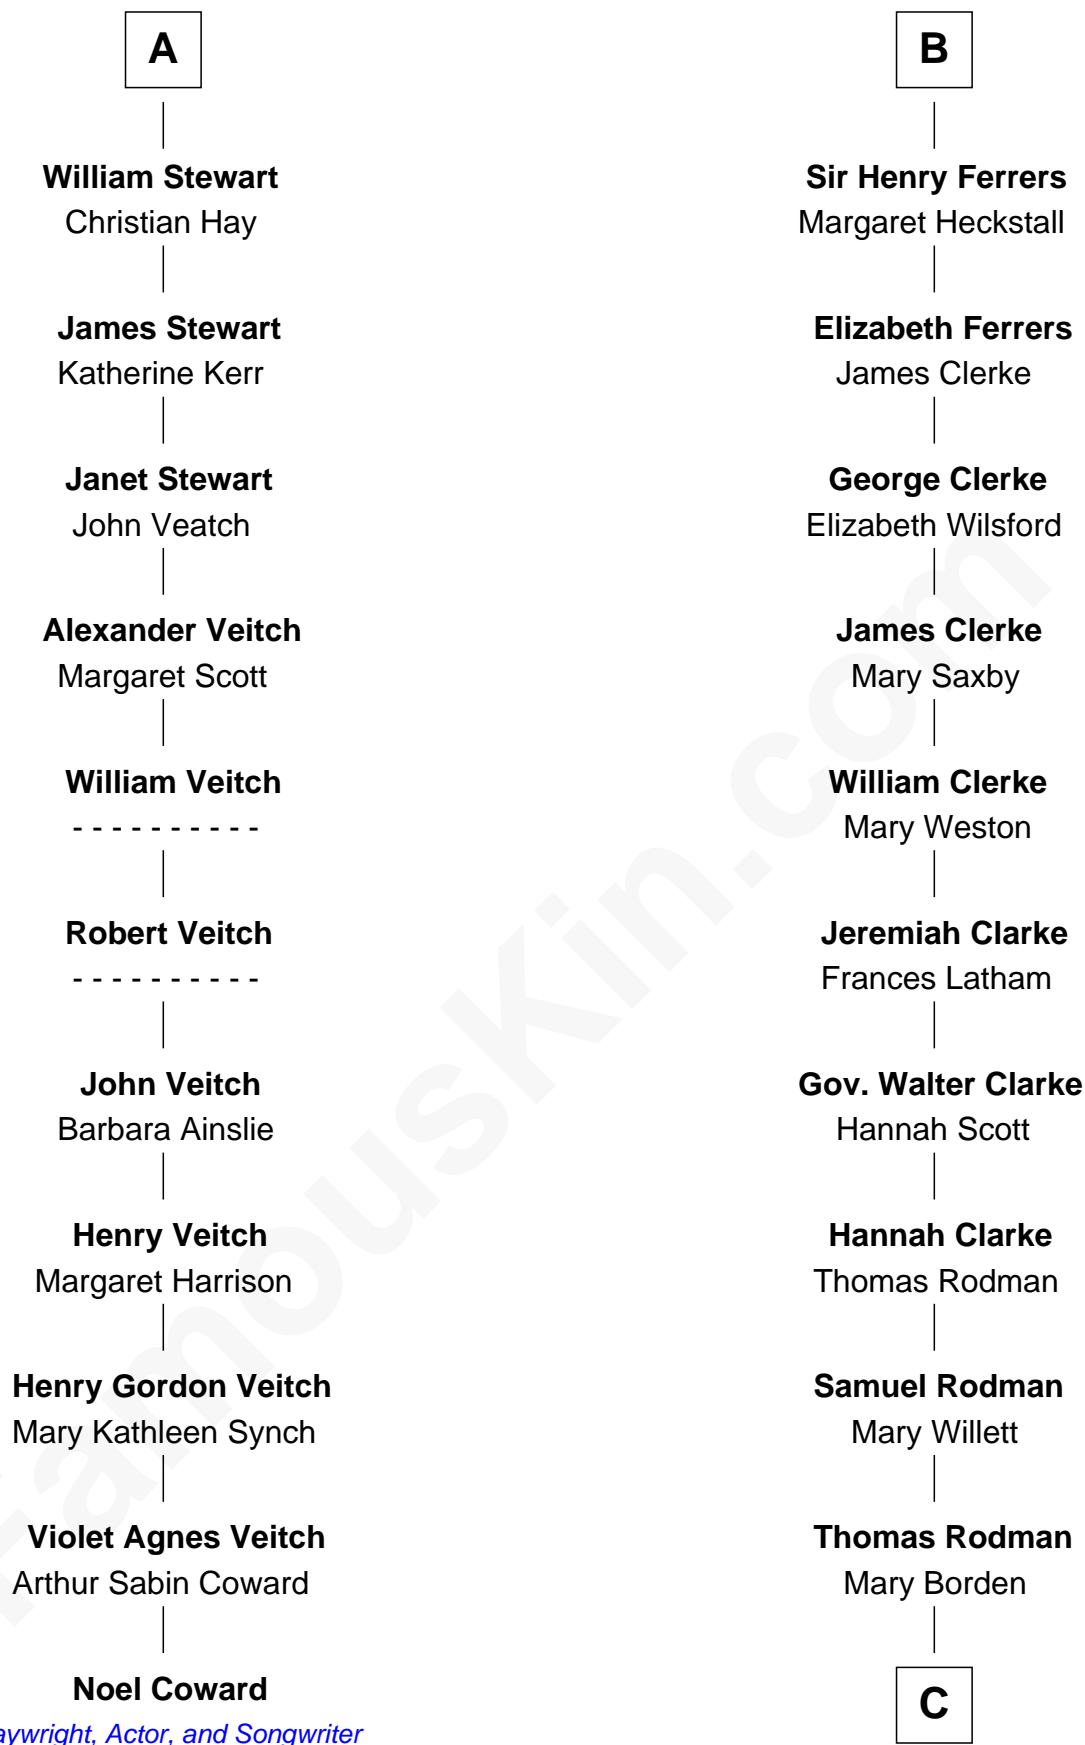 A
William Stewart
Christian Hay
James Stewart
Katherine Kerr
Janet Stewart
John Veatch
Alexander Veitch
Margaret Scott
William Veitch
- - - - - - - - - -
Robert Veitch
- - - - - - - - - -
John Veitch
Barbara Ainslie
Henry Veitch
Margaret Harrison
Henry Gordon Veitch
Mary Kathleen Synch
Violet Agnes Veitch
Arthur Sabin Coward
Noel Coward
aywright, Actor, and Songwriter
B
Sir Henry Ferrers
Margaret Heckstall
Elizabeth Ferrers
James Clerke
George Clerke
Elizabeth Wilsford
James Clerke
Mary Saxby
William Clerke
Mary Weston
Jeremiah Clarke
Frances Latham
Gov. Walter Clarke
Hannah Scott
Hannah Clarke
Thomas Rodman
Samuel Rodman
Mary Willett
Thomas Rodman
Mary Borden
C
FamousKin.com